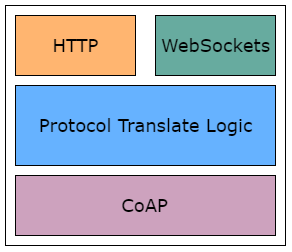 HTTP
WebSockets
Protocol Translate Logic
CoAP